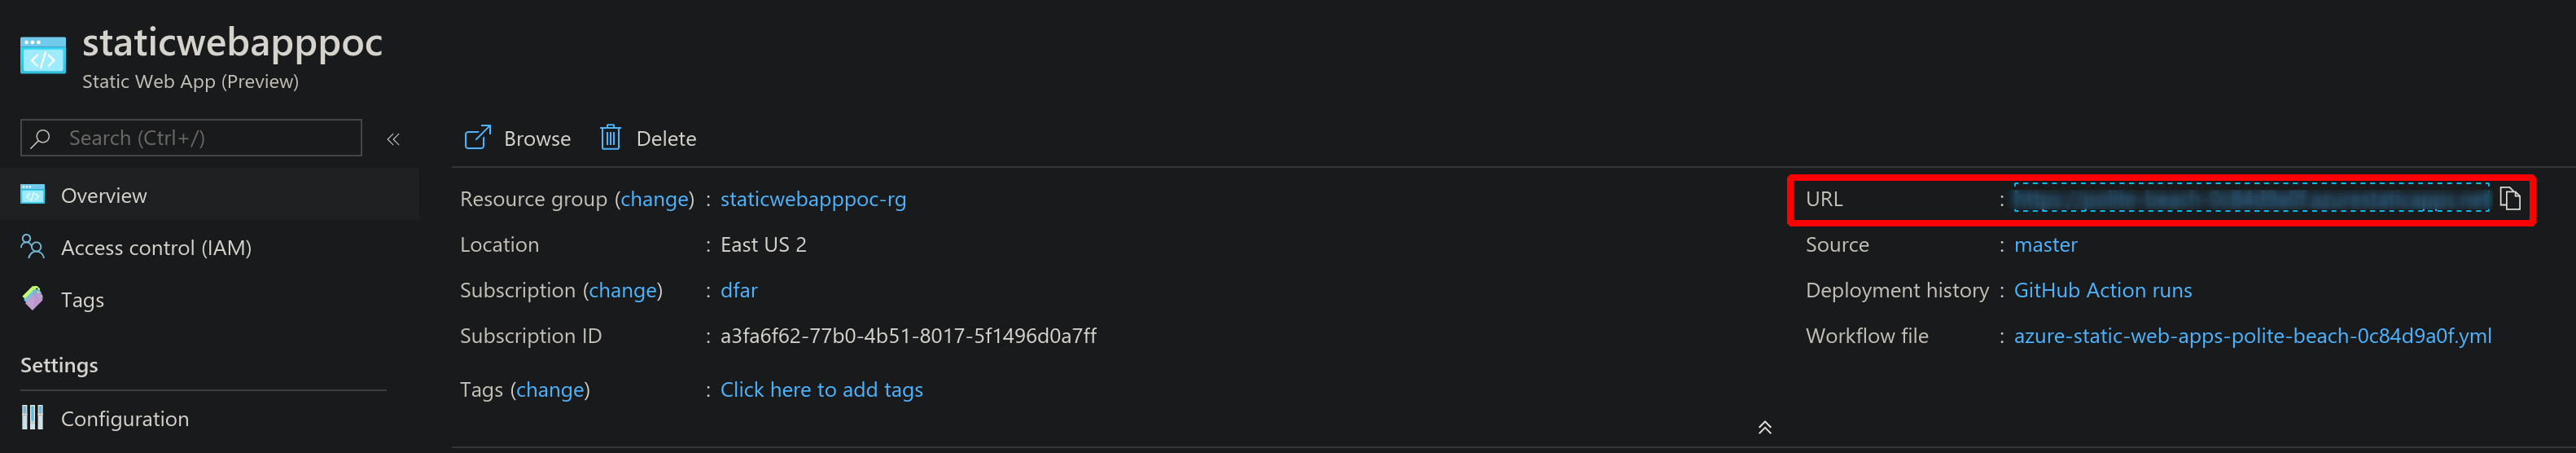 staticwebapppoc
Static Web App (Preview)
Search (Ctrl+/)
«
Overview
Access control (IAM)
Tags
Settings
Configuration
Browse
Delete
Resource group (change) : staticwebapppoc-rg
Location : East US 2
Subscription (change) : dfar
Subscription ID : a3fa6f62-77b0-4b51-8017-5f1496d0a7ff
Tags (change) : Click here to add tags
URL :
Source : master
Deployment history : GitHub Action runs
Workflow file : azure-static-web-apps-polite-beach-0c84d9a0f.yml